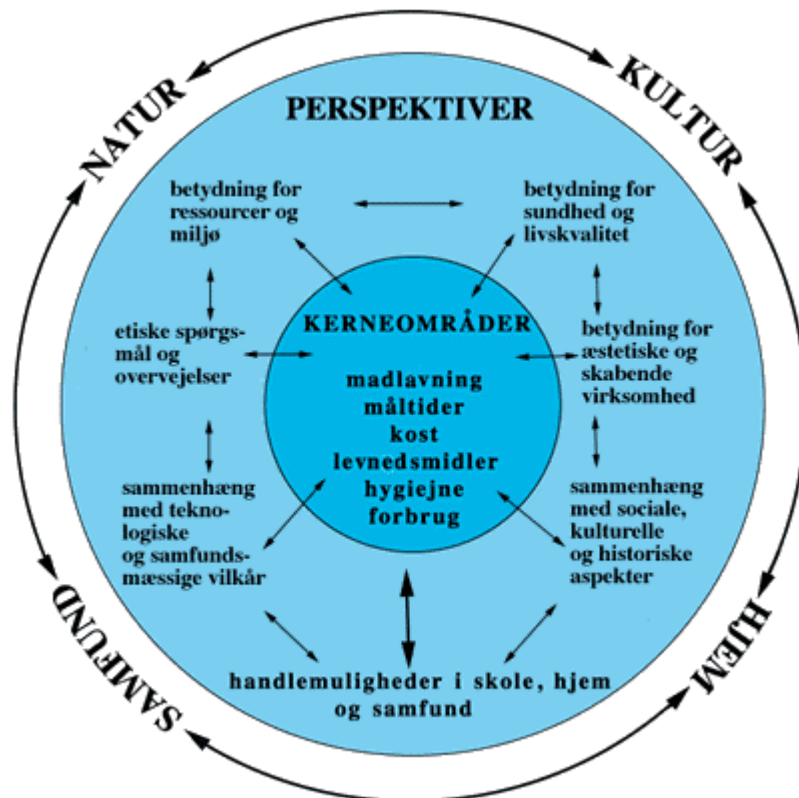 NATUR
KULTUR
PERSPEKTIVER
betydning for
ressourcer og
miljø
betydning for
sundhed og
livskvalitet
etiske spørgs-
mål og
overvejelser
KERNEOMRÅDER
madlavning
måltider
kost
levnedsmidler
hygiejne
forbrug
betydning for
æstetiske og
skabende
virksomhed
sammenhæng
med tekno-
logiske
og samfunds-
mæssige vilkår
sammenhæng
med sociale,
kulturelle
og historiske
aspekter
handlemuligheder i skole, hjem
og samfund
SAMFUND
HJEM